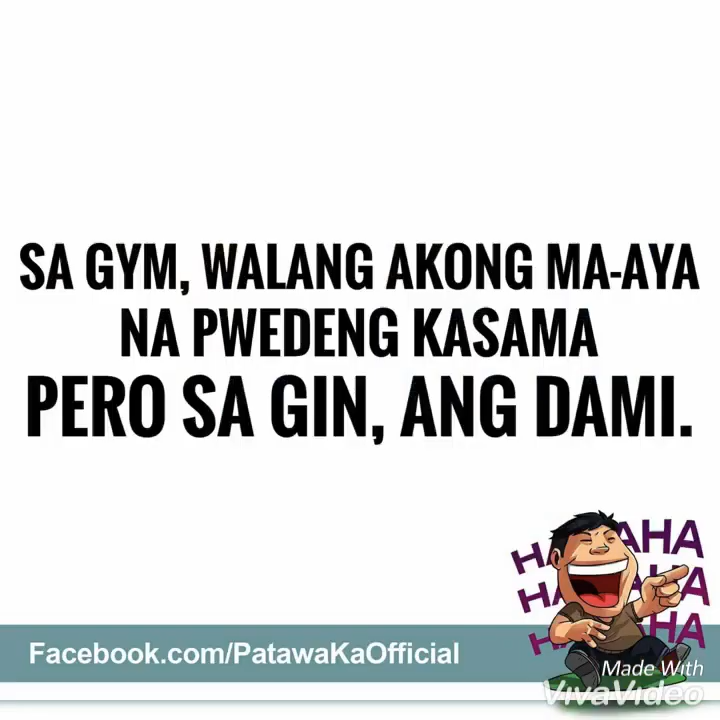 SA GYM, WALANG AKONG MA-AYA
NA PWEDENG KASAMA
PERO SA GIN, ANG DAMI.
Facebook.com/PatawaKaOfficial
Made With
VivaVideo